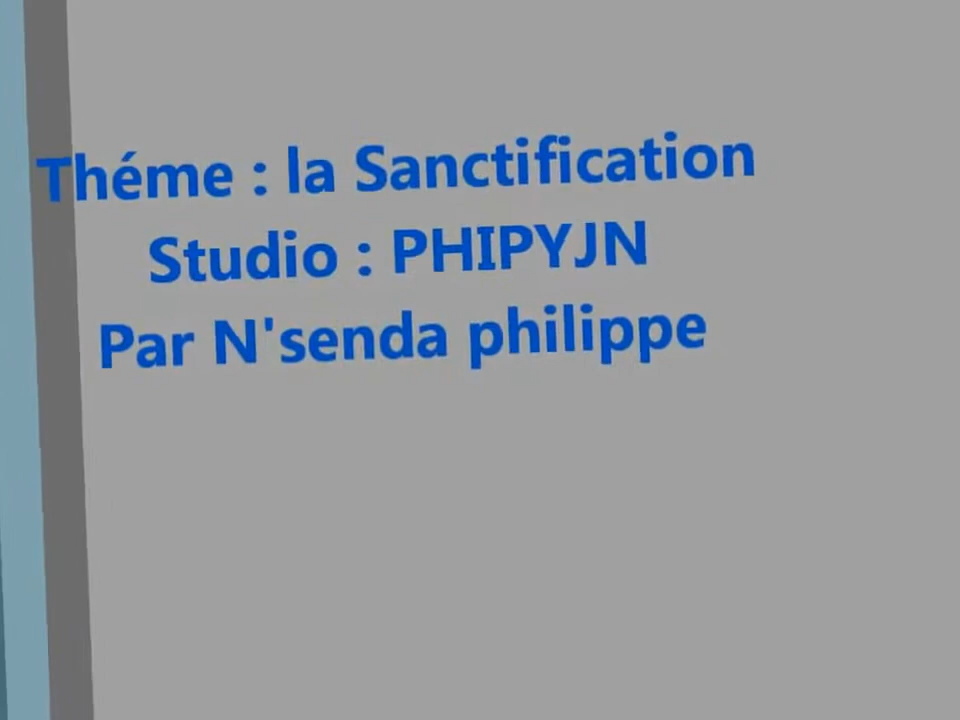 Théme : la Sanctification
Studio : PHIPYJN
Par N'senda philippe